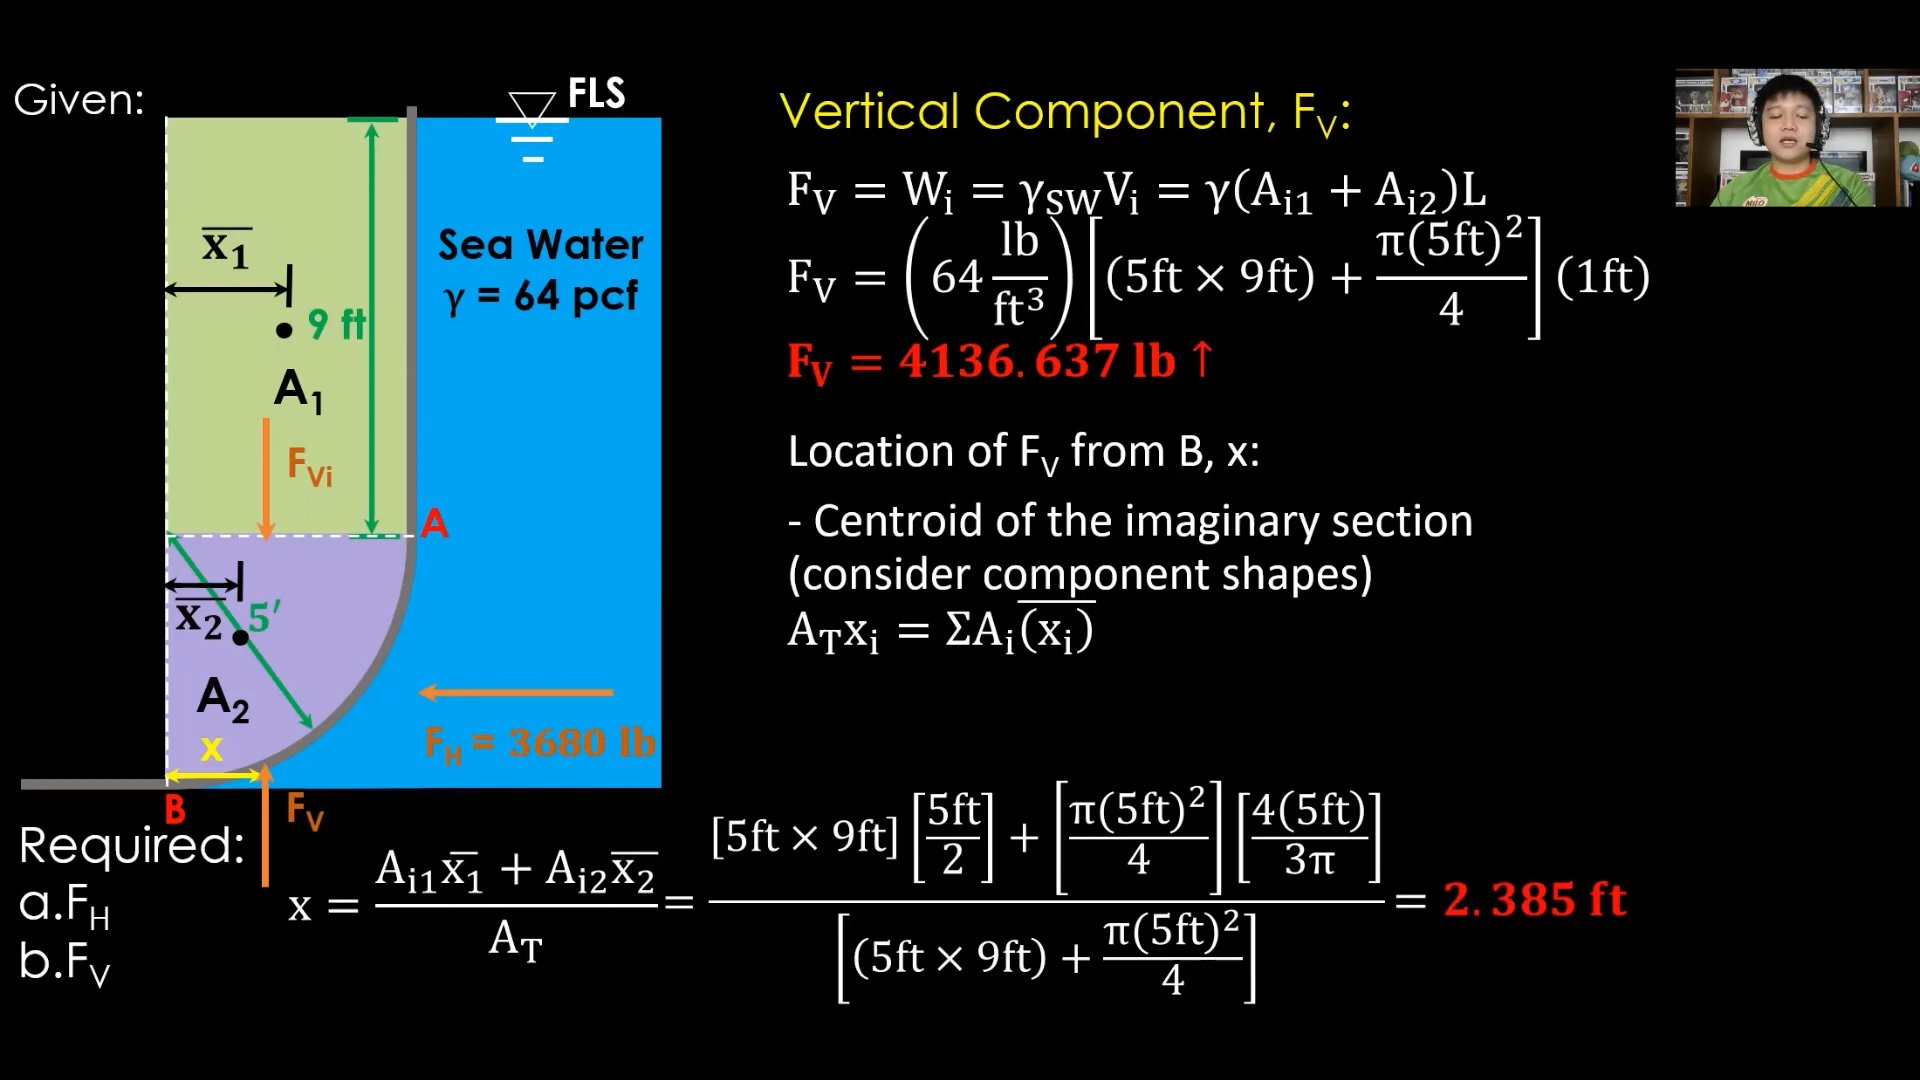 Given:
FLS
x̄₁
9 ft
A₁
F_Vi
Sea Water
γ = 64 pcf
A
x̄₂
5′
A₂
x
F_H = 3680 lb
B
F_V
Required:
a.F_H
b.F_V
Vertical Component, F_V:
F_V = W_i = γ_SW V_i = γ(A_i1 + A_i2)L
F_V = (64 lb/ft³) [(5ft × 9ft) + π(5ft)²/4] (1ft)
F_V = 4136.637 lb ↑
Location of F_V from B, x:
- Centroid of the imaginary section
(consider component shapes)
A_T x_i = ΣA_i (x̄_i)
x = (A_i1 x̄₁ + A_i2 x̄₂)/A_T = ([5ft × 9ft] [5ft/2] + [π(5ft)²/4] [4(5ft)/3π]) / [(5ft × 9ft) + π(5ft)²/4] = 2.385 ft